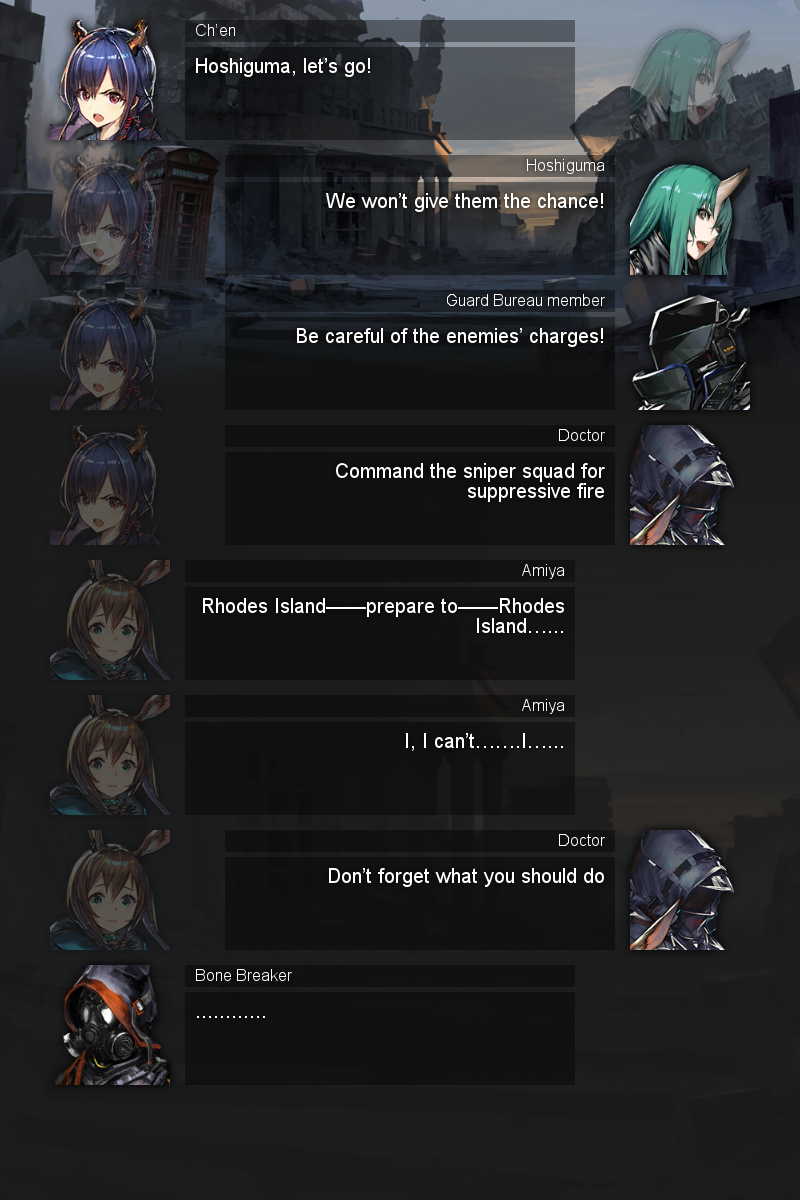 Ch'en
Hoshiguma, let's go!
Hoshiguma
We won't give them the chance!
Guard Bureau member
Be careful of the enemies' charges!
Doctor
Command the sniper squad for
suppressive fire
Amiya
Rhodes Island——prepare to——Rhodes
Island……
Amiya
I, I can't…….I……
Doctor
Don't forget what you should do
Bone Breaker
…………